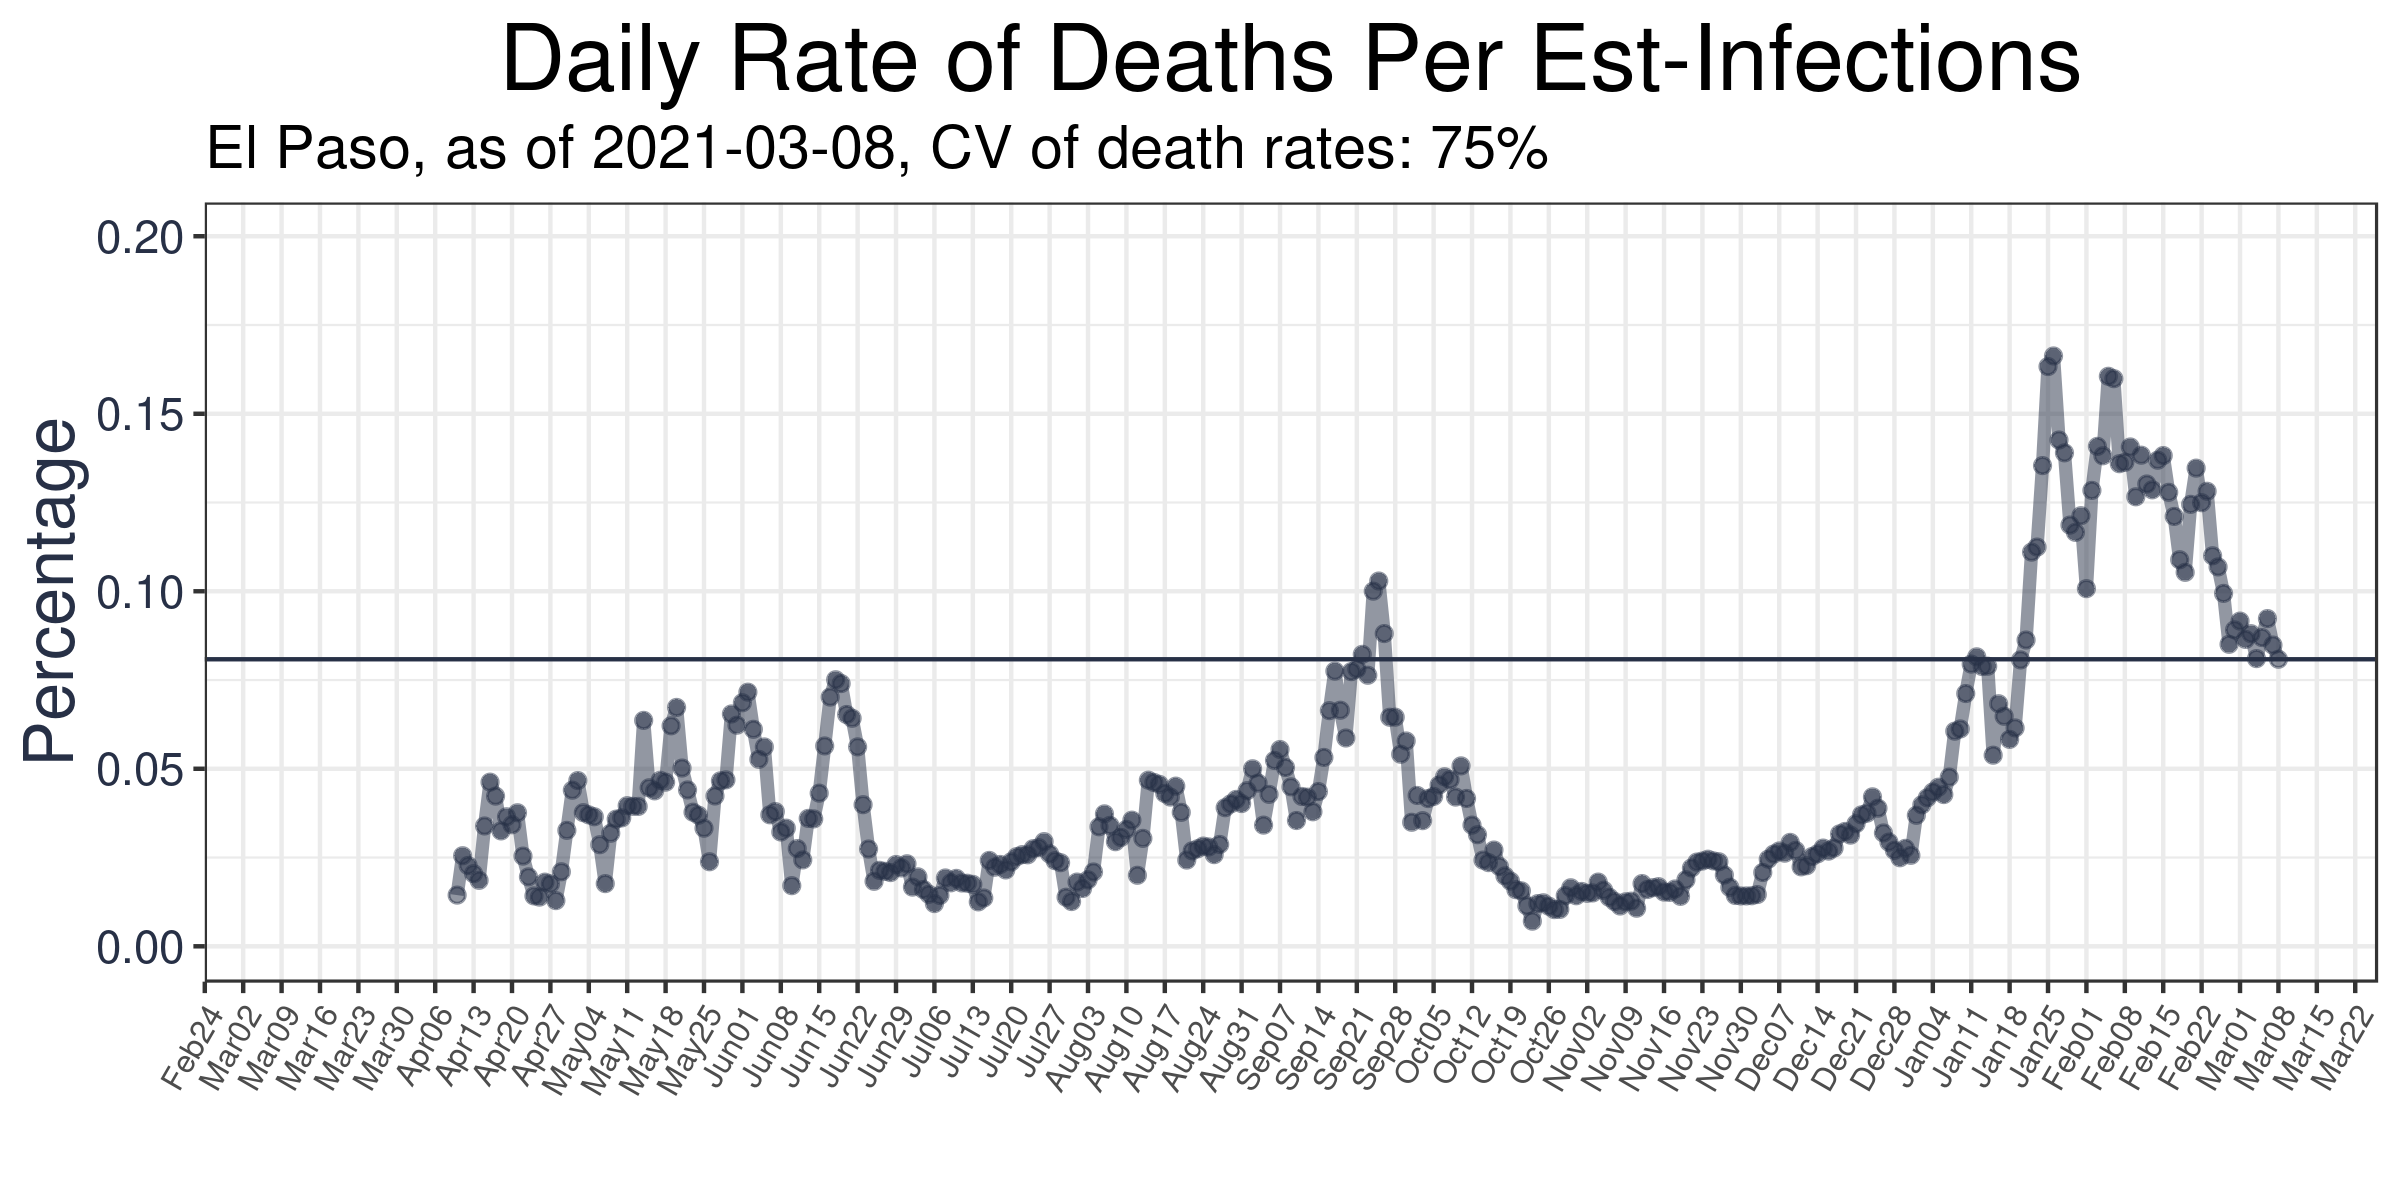 Daily Rate of Deaths Per Est-Infections
El Paso, as of 2021-03-08, CV of death rates: 75%
Percentage
0.20
0.15
0.10
0.05
0.00
Feb24
Mar02
Mar09
Mar16
Mar23
Mar30
Apr06
Apr13
Apr20
Apr27
May04
May11
May18
May25
Jun01
Jun08
Jun15
Jun22
Jun29
Jul06
Jul13
Jul20
Jul27
Aug03
Aug10
Aug17
Aug24
Aug31
Sep07
Sep14
Sep21
Sep28
Oct05
Oct12
Oct19
Oct26
Nov02
Nov09
Nov16
Nov23
Nov30
Dec07
Dec14
Dec21
Dec28
Jan04
Jan11
Jan18
Jan25
Feb01
Feb08
Feb15
Feb22
Mar01
Mar08
Mar15
Mar22